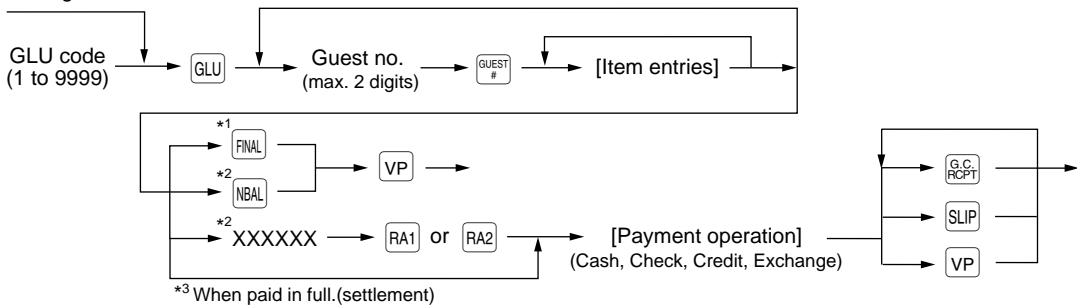 GLU code
(1 to 9999)
GLU
Guest no.
(max. 2 digits)
GUEST
#
[Item entries]
*1
FINAL
*2
NBAL
VP
*2
XXXXXX
RA1 or RA2
[Payment operation]
(Cash, Check, Credit, Exchange)
G.C.
RCPT
SLIP
VP
*3 When paid in full.(settlement)